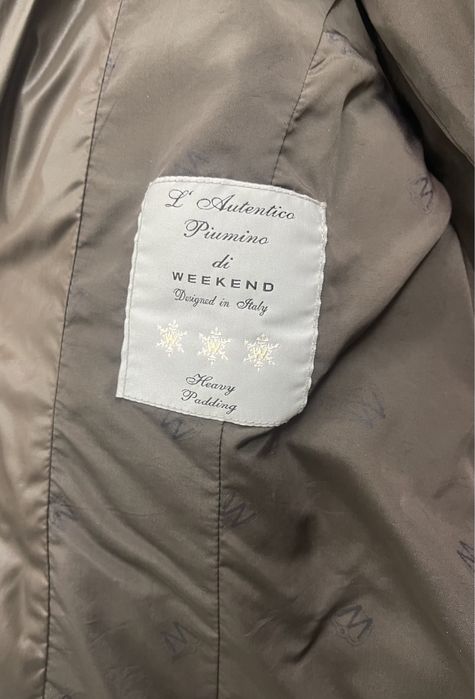 L' Autentico
Piumino
di
WEEKEND
Designed in Italy
W W W
Heavy
Padding
W
W
W
W
W
W